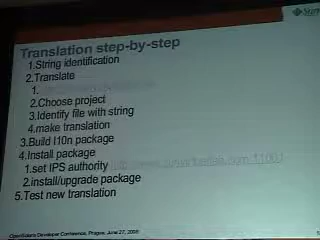 Translation step-by-step
1.String identification
2.Translate
1.
2.Choose project
3.Identify file with string
4.make translation
3.Build l10n package
4.Install package
1.set IPS authority
2.install/upgrade package
5.Test new translation
OpenSolaris Developer Conference, Prague, June 27, 2008